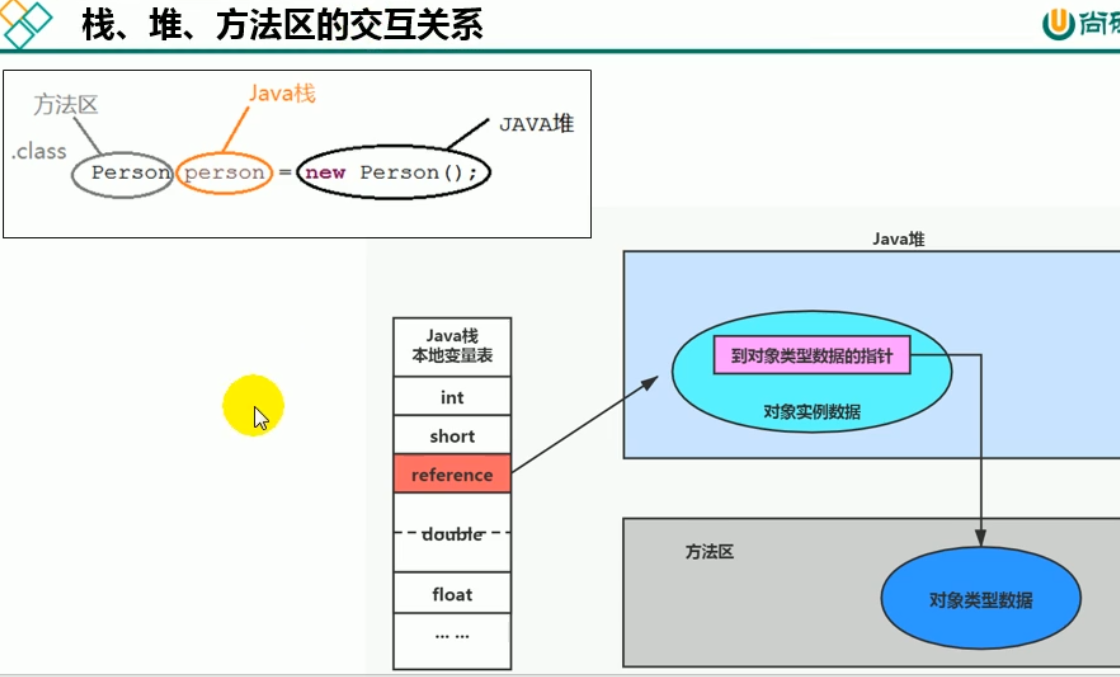 栈、堆、方法区的交互关系
尚
方法区
Java栈
JAVA堆
.class
Person person = new Person();
Java堆
Java栈
本地变量表
int
short
reference
double
float
... ...
到对象类型数据的指针
对象实例数据
方法区
对象类型数据